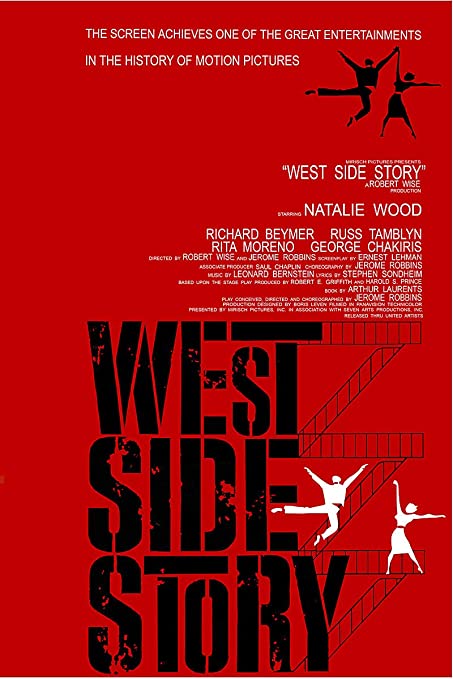 THE SCREEN ACHIEVES ONE OF THE GREAT ENTERTAINMENTS
IN THE HISTORY OF MOTION PICTURES
MIRISCH PICTURES PRESENTS
"WEST SIDE STORY"
A ROBERT WISE
PRODUCTION
STARRING NATALIE WOOD
RICHARD BEYMER RUSS TAMBLYN
RITA MORENO GEORGE CHAKIRIS
DIRECTED BY ROBERT WISE AND JEROME ROBBINS SCREENPLAY BY ERNEST LEHMAN
ASSOCIATE PRODUCER SAUL CHAPLIN CHOREOGRAPHY BY JEROME ROBBINS
MUSIC BY LEONARD BERNSTEIN LYRICS BY STEPHEN SONDHEIM
BASED UPON THE STAGE PLAY PRODUCED BY ROBERT E. GRIFFITH AND HAROLD S. PRINCE
BOOK BY ARTHUR LAURENTS
PLAY CONCEIVED, DIRECTED AND CHOREOGRAPHED BY JEROME ROBBINS
PRODUCTION DESIGNED BY BORIS LEVEN FILMED IN PANAVISION TECHNICOLOR
PRESENTED BY MIRISCH PICTURES, INC. IN ASSOCIATION WITH SEVEN ARTS PRODUCTIONS, INC.
RELEASED THRU UNITED ARTISTS
WEST
SIDE
STORY